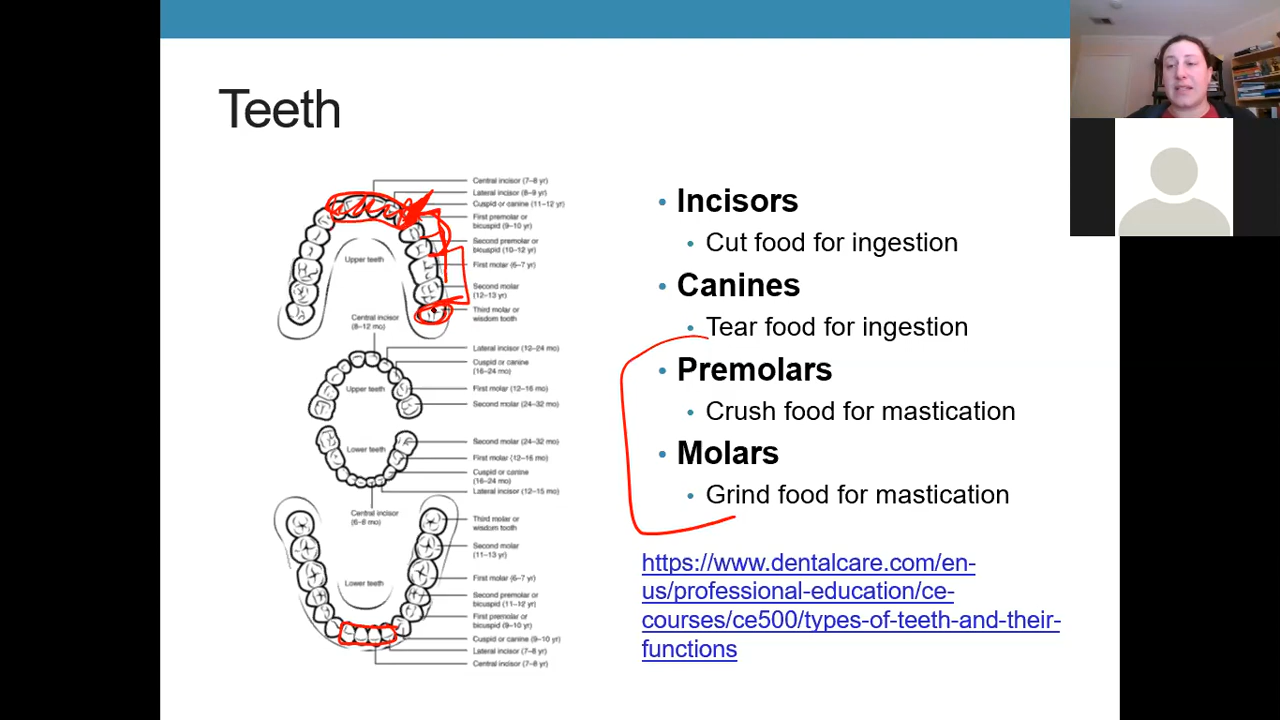 Teeth
Central incisor (7–8 yr)
Lateral incisor (8–9 yr)
Cuspid or canine (11–12 yr)
First premolar or
bicuspid (9–10 yr)
Second premolar or
bicuspid (10–12 yr)
Upper teeth
First molar (6–7 yr)
Second molar
(12–13 yr)
Third molar or
wisdom tooth
Central incisor
(8–12 mo)
Lateral incisor (12–24 mo)
Cuspid or canine
(16–24 mo)
Upper teeth
First molar (12–16 mo)
Second molar (24–32 mo)
Second molar (24–32 mo)
Lower teeth
First molar (12–16 mo)
Cuspid or canine
(16–24 mo)
Lateral incisor (12–15 mo)
Central incisor
(6–8 mo)
Third molar or
wisdom tooth
Second molar
(11–13 yr)
Lower teeth
First molar (6–7 yr)
Second premolar or
bicuspid (11–12 yr)
First premolar or
bicuspid (9–10 yr)
Cuspid or canine (9–10 yr)
Lateral incisor (7–8 yr)
Central incisor (7–8 yr)
• Incisors
• Cut food for ingestion
• Canines
• Tear food for ingestion
• Premolars
• Crush food for mastication
• Molars
• Grind food for mastication
https://www.dentalcare.com/en-
us/professional-education/ce-
courses/ce500/types-of-teeth-and-their-
functions